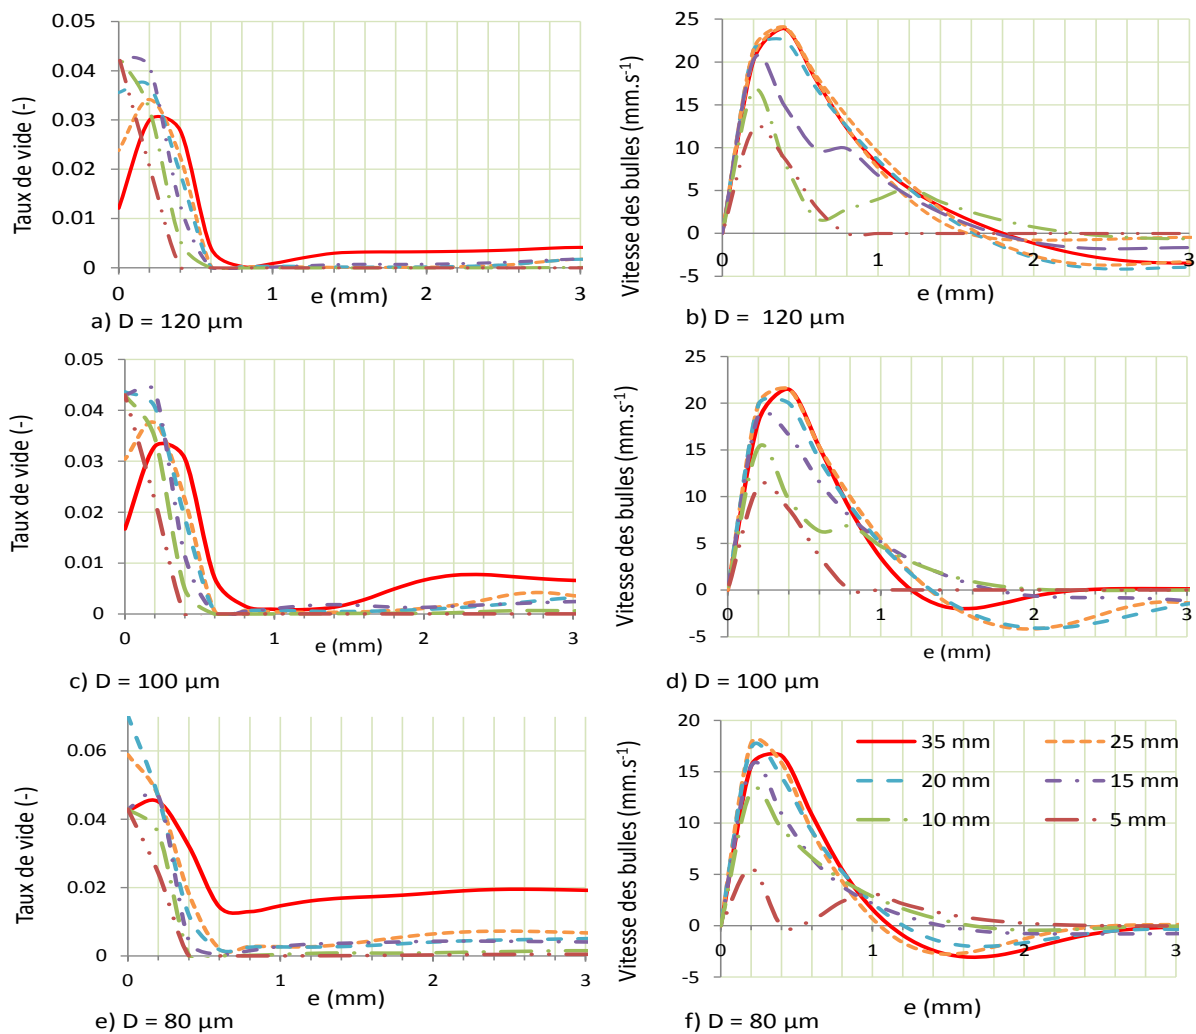 0.05
0.04
0.03
0.02
0.01
0
Taux de vide (-)
0 1 2 3
e (mm)
a) D = 120 µm
25
20
15
10
5
0
-5
Vitesse des bulles (mm.s-1)
0 1 2 3
e (mm)
b) D = 120 µm
0.05
0.04
0.03
0.02
0.01
0
Taux de vide (-)
0 1 2 3
e (mm)
c) D = 100 µm
25
20
15
10
5
0
-5
Vitesse des bulles (mm.s-1)
0 1 2 3
e (mm)
d) D = 100 µm
0.06
0.04
0.02
0
Taux de vide (-)
0 1 2 3
e (mm)
e) D = 80 µm
20
15
10
5
0
-5
Vitesse des bulles (mm.s-1)
35 mm 25 mm
20 mm 15 mm
10 mm 5 mm
0 1 2 3
e (mm)
f) D = 80 µm